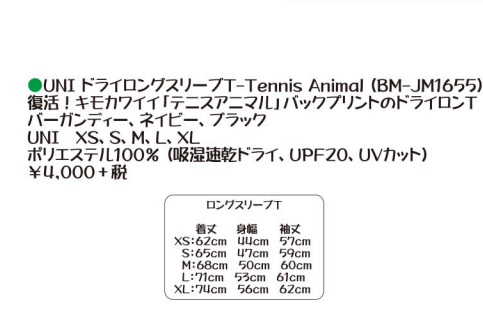 ●UNI ドライロングスリーブT-Tennis Animal (BM-JM1655)
復活！キモカワイイ「テニスアニマル」バックプリントのドライロンT
バーガンディー、ネイビー、ブラック
UNI　XS、S、M、L、XL
ポリエステル100% (吸湿速乾ドライ、UPF20、UVカット)
￥4,000＋税
ロングスリーブT
着丈 身幅 袖丈
XS:62cm 44cm 57cm
S:65cm 47cm 59cm
M:68cm 50cm 60cm
L:71cm 53cm 61cm
XL:74cm 56cm 62cm